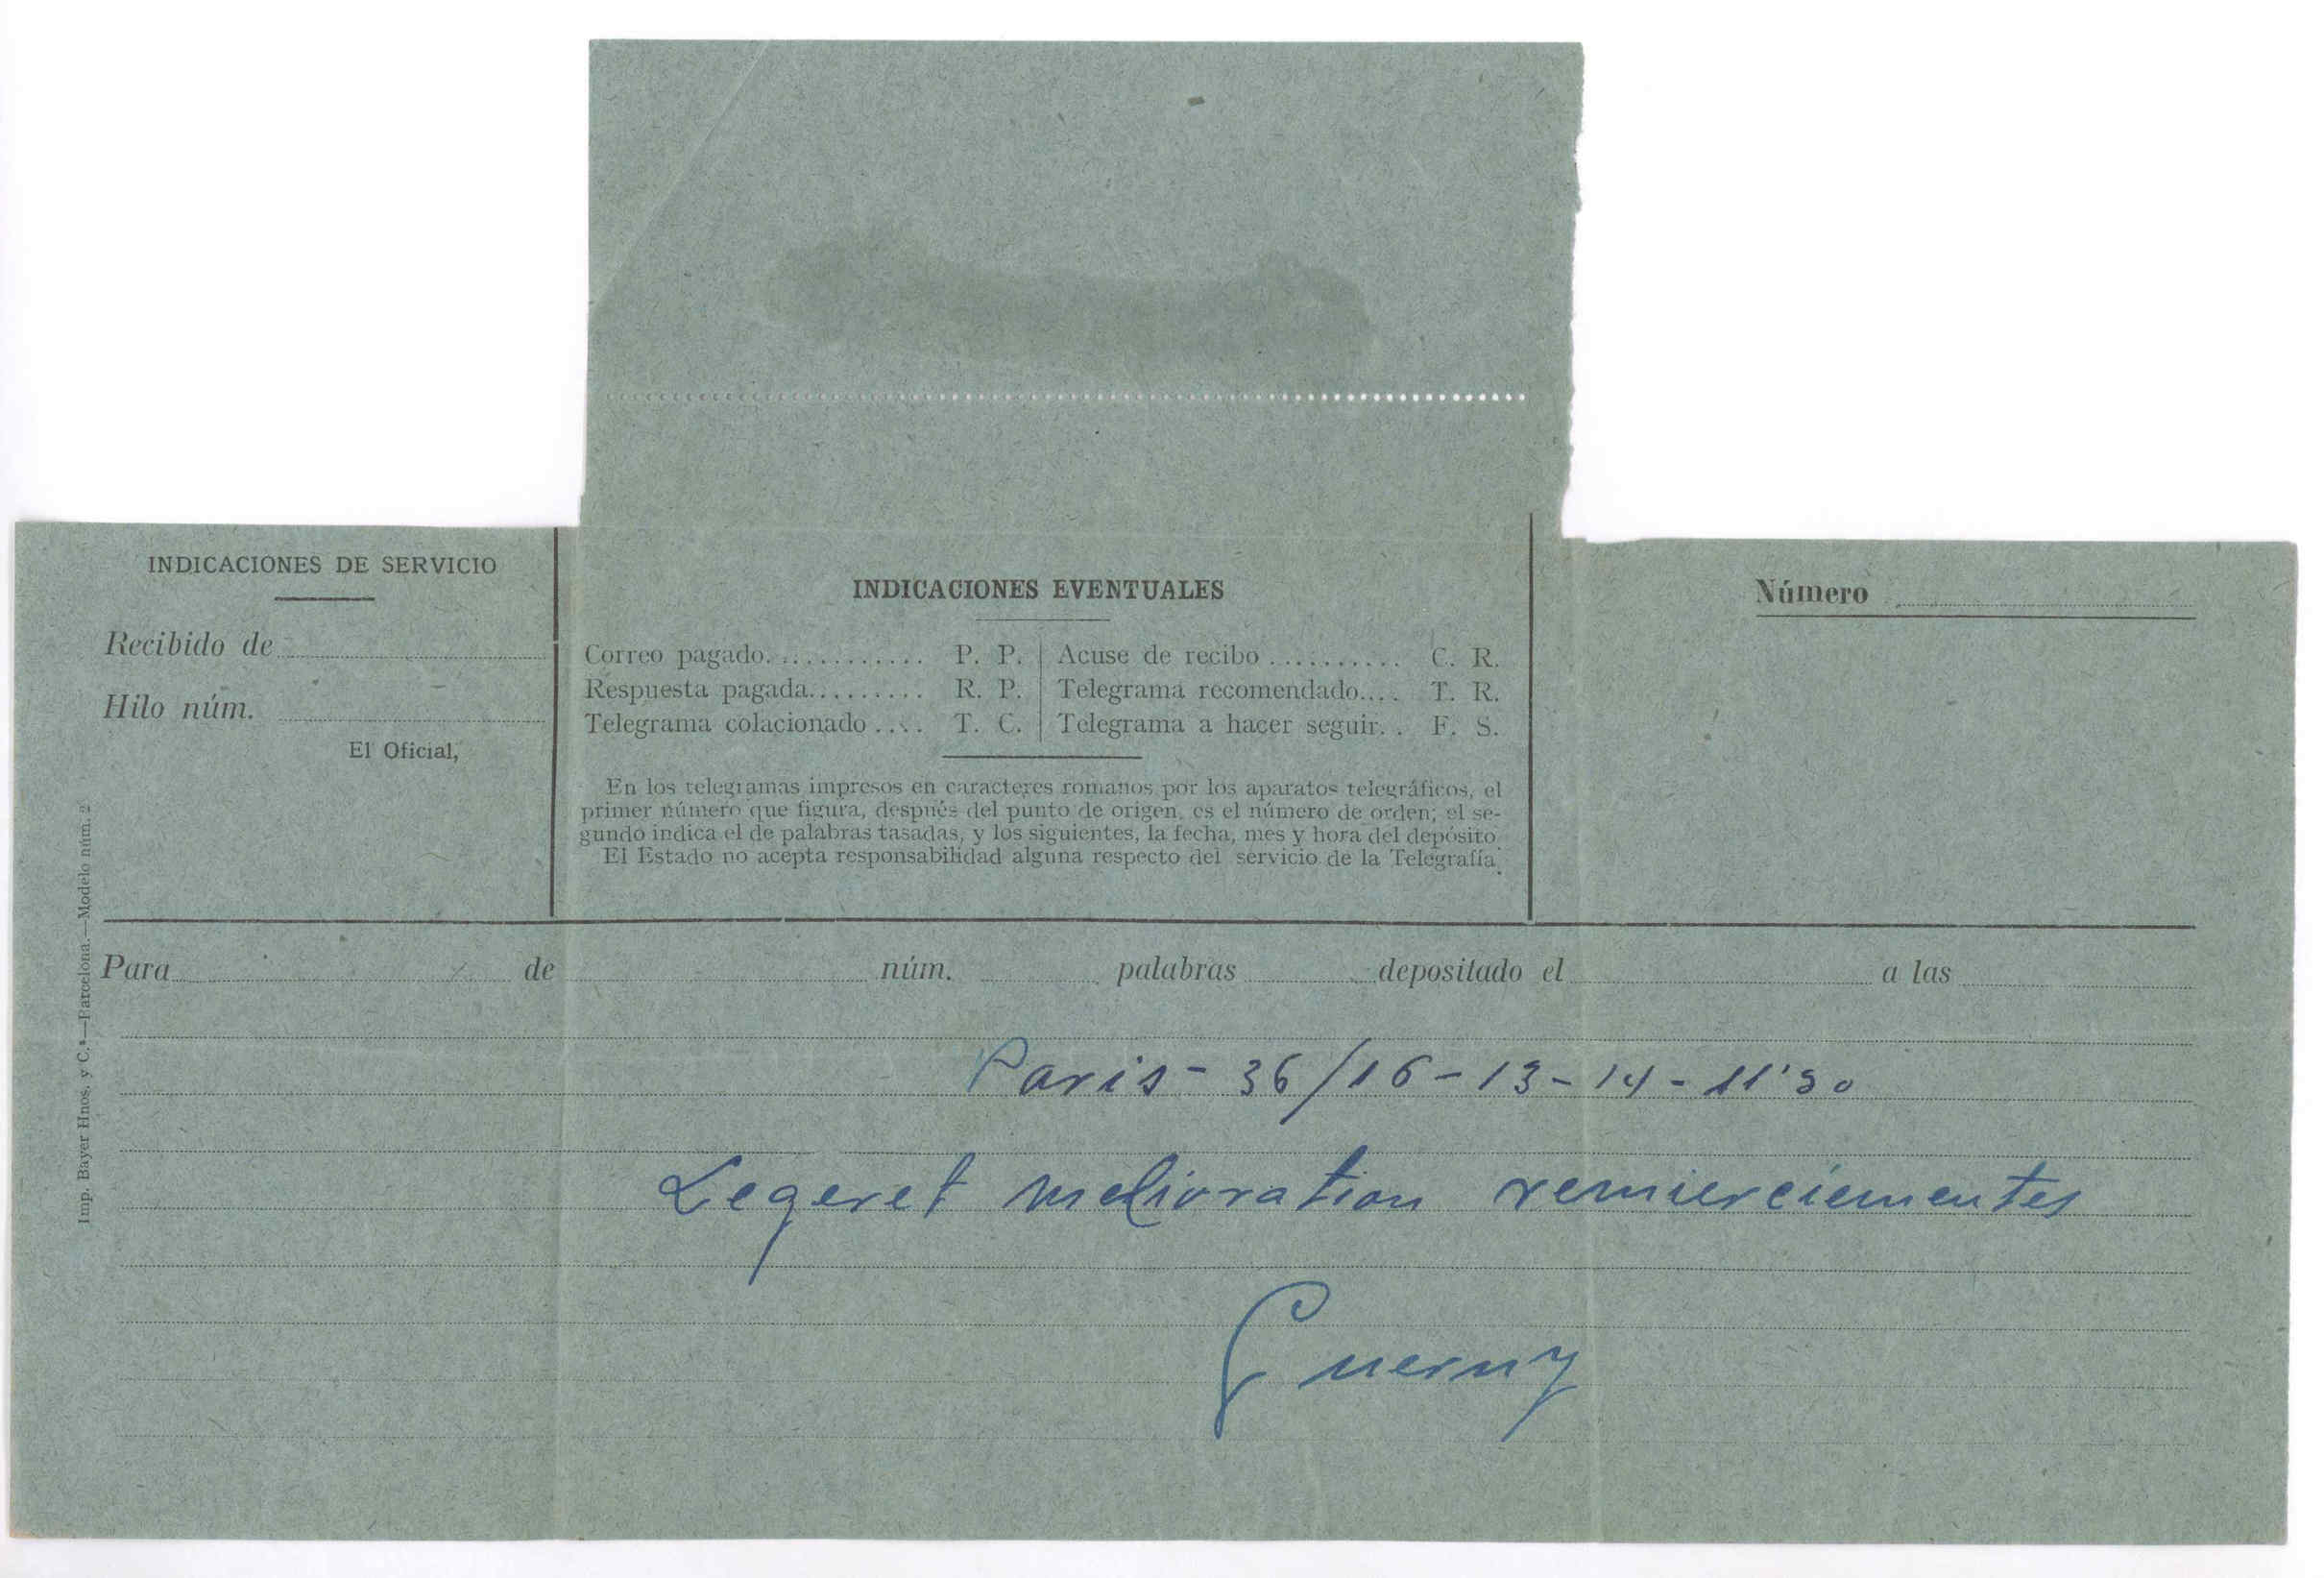 INDICACIONES DE SERVICIO
Recibido de
Hilo núm.
El Oficial,
INDICACIONES EVENTUALES
Correo pagado............ P. P. Acuse de recibo.......... C. R.
Respuesta pagada......... R. P. Telegrama recomendado.... T. R.
Telegrama colacionado.... T. C. Telegrama a hacer seguir.. F. S.
En los telegramas impresos en caracteres romanos por los aparatos telegráficos, el
primer número que figura, después del punto de origen, es el número de orden; el se-
gundo indica el de palabras tasadas, y los siguientes, la fecha, mes y hora del depósito.
El Estado no acepta responsabilidad alguna respecto del servicio de la Telegrafía.
Número
Imp. Bayer Hnos. y C.ª—Barcelona.—Modelo núm. 2
Para de núm. palabras depositado el a las
Paris - 36/16 - 13 - 14 - 11'30
Legeret melioration remierciementes
Guerny